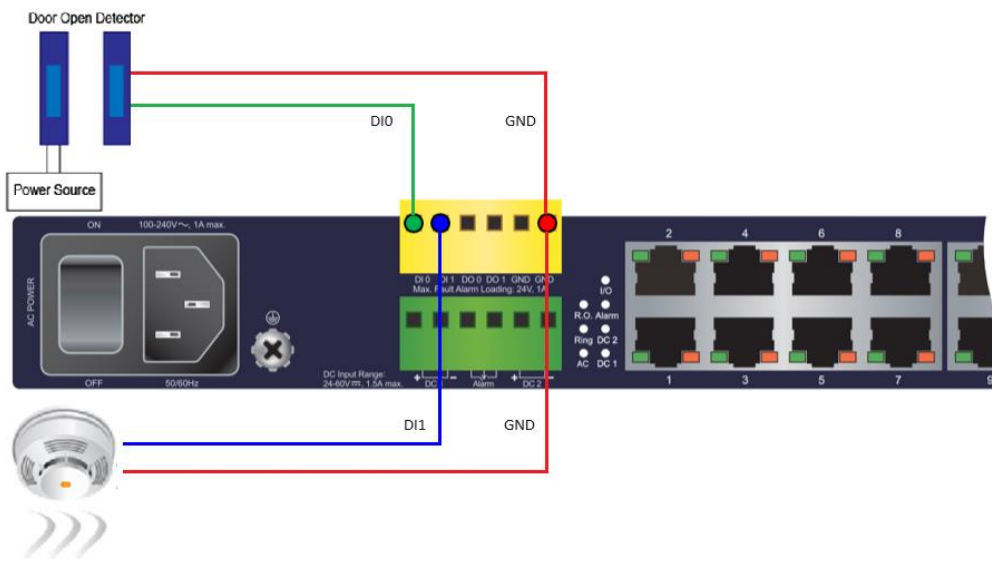 Door Open Detector
DI0
GND
Power Source
ON
100-240V～, 1A max.
AC POWER
OFF
50/60Hz
DI 0 DI 1 DO 0 DO 1 GND GND
Max. Fault Alarm Loading: 24V, 1A
I/O
R.O. Alarm
Ring DC 2
AC DC 1
DC Input Range:
24-60V⎓, 1.5A max.
+ DC − Alarm + DC 2 −
2 4 6 8
1 3 5 7 9
DI1
GND